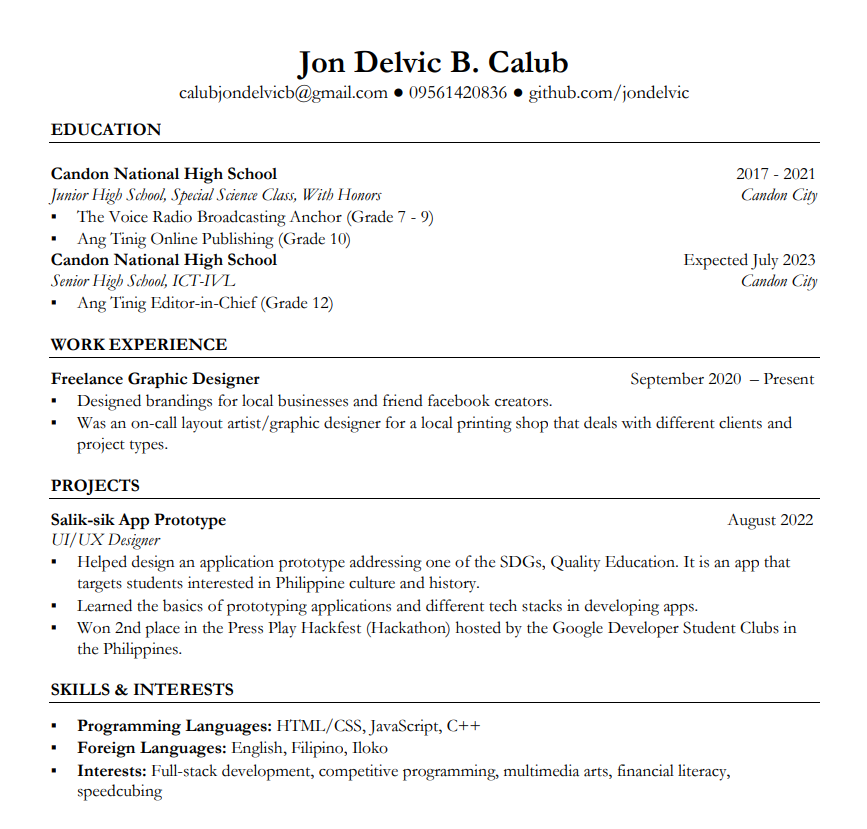 Jon Delvic B. Calub
calubjondelvicb@gmail.com ● 09561420836 ● github.com/jondelvic
EDUCATION
Candon National High School 2017 - 2021
Junior High School, Special Science Class, With Honors Candon City
▪ The Voice Radio Broadcasting Anchor (Grade 7 - 9)
▪ Ang Tinig Online Publishing (Grade 10)
Candon National High School Expected July 2023
Senior High School, ICT-IVL Candon City
▪ Ang Tinig Editor-in-Chief (Grade 12)
WORK EXPERIENCE
Freelance Graphic Designer September 2020 – Present
▪ Designed brandings for local businesses and friend facebook creators.
▪ Was an on-call layout artist/graphic designer for a local printing shop that deals with different clients and
project types.
PROJECTS
Salik-sik App Prototype August 2022
UI/UX Designer
▪ Helped design an application prototype addressing one of the SDGs, Quality Education. It is an app that
targets students interested in Philippine culture and history.
▪ Learned the basics of prototyping applications and different tech stacks in developing apps.
▪ Won 2nd place in the Press Play Hackfest (Hackathon) hosted by the Google Developer Student Clubs in
the Philippines.
SKILLS & INTERESTS
▪ Programming Languages: HTML/CSS, JavaScript, C++
▪ Foreign Languages: English, Filipino, Iloko
▪ Interests: Full-stack development, competitive programming, multimedia arts, financial literacy,
speedcubing